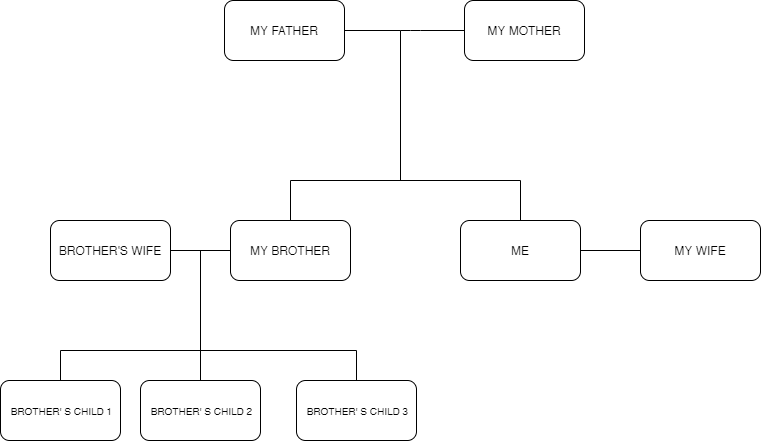 MY FATHER
MY MOTHER
BROTHER'S WIFE
MY BROTHER
ME
MY WIFE
BROTHER' S CHILD 1
BROTHER' S CHILD 2
BROTHER' S CHILD 3